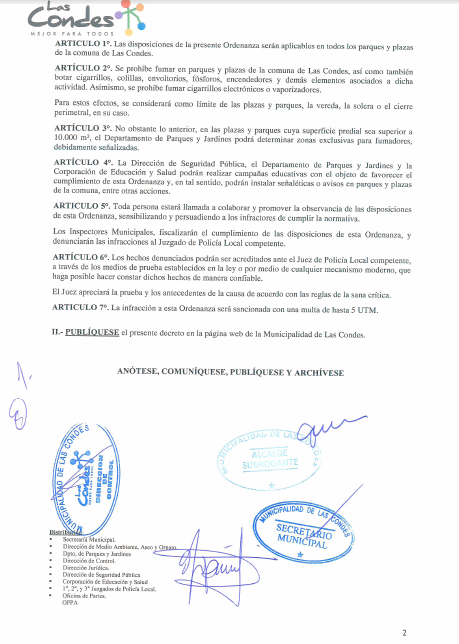 Las
Condes
MEJOR PARA TODOS
ARTICULO 1°. Las disposiciones de la presente Ordenanza serán aplicables en todos los parques y plazas
de la comuna de Las Condes.
ARTÍCULO 2°. Se prohíbe fumar en parques y plazas de la comuna de Las Condes, así como también
botar cigarrillos, colillas, envoltorios, fósforos, encendedores y demás elementos asociados a dicha
actividad. Asimismo, se prohíbe fumar cigarrillos electrónicos o vaporizadores.
Para estos efectos, se considerará como límite de las plazas y parques, la vereda, la solera o el cierre
perimetral, en su caso.
ARTÍCULO 3°. No obstante lo anterior, en las plazas y parques cuya superficie predial sea superior a
10.000 m², el Departamento de Parques y Jardines podrá determinar zonas exclusivas para fumadores,
debidamente señalizadas.
ARTÍCULO 4°. La Dirección de Seguridad Pública, el Departamento de Parques y Jardines y la
Corporación de Educación y Salud podrán realizar campañas educativas con el objeto de favorecer el
cumplimiento de esta Ordenanza y, en tal sentido, podrán instalar señaléticas o avisos en parques y plazas
de la comuna, entre otras acciones.
ARTÍCULO 5°. Toda persona estará llamada a colaborar y promover la observancia de las disposiciones
de esta Ordenanza, sensibilizando y persuadiendo a los infractores de cumplir la normativa.
Los Inspectores Municipales, fiscalizarán el cumplimiento de las disposiciones de esta Ordenanza, y
denunciarán las infracciones al Juzgado de Policía Local competente.
ARTÍCULO 6°. Los hechos denunciados podrán ser acreditados ante el Juez de Policía Local competente,
a través de los medios de prueba establecidos en la ley o por medio de cualquier mecanismo moderno, que
haga posible hacer constar dichos hechos de manera confiable.
El Juez apreciará la prueba y los antecedentes de la causa de acuerdo con las reglas de la sana crítica.
ARTÍCULO 7°. La infracción a esta Ordenanza será sancionada con una multa de hasta 5 UTM.
II.- PUBLÍQUESE el presente decreto en la página web de la Municipalidad de Las Condes.
ANÓTESE, COMUNÍQUESE, PUBLÍQUESE Y ARCHÍVESE
MUNICIPALIDAD DE LAS CONDES
Las
Condes
DIRECCION
DE
CONTROL
MUNICIPALIDAD DE LAS CONDES
ALCALDE
SUBROGANTE
MUNICIPALIDAD DE LAS CONDES
SECRETARIO
MUNICIPAL
Secretaría Municipal.
Dirección de Medio Ambiente, Aseo y Ornato.
Dpto. de Parques y Jardines
Dirección de Control.
Dirección Jurídica.
Dirección de Seguridad Pública
Corporación de Educación y Salud
1°, 2°, y 3° Juzgados de Policía Local.
Oficina de Partes.
OFPA
2